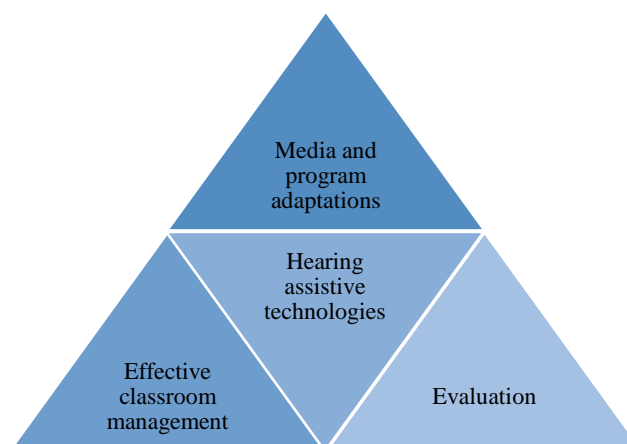 Media and
program
adaptations
Hearing
assistive
technologies
Effective
classroom
management
Evaluation